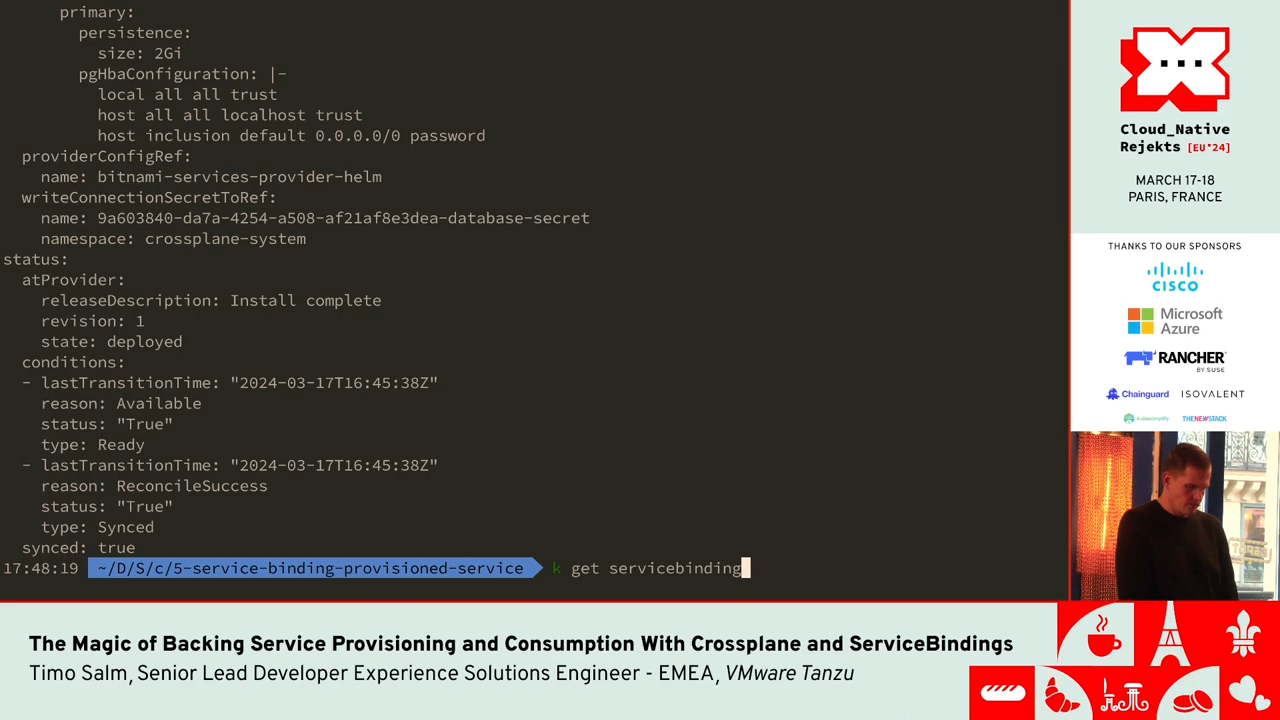 primary:
persistence:
size: 2Gi
pgHbaConfiguration: |-
local all all trust
host all all localhost trust
host inclusion default 0.0.0.0/0 password
providerConfigRef:
name: bitnami-services-provider-helm
writeConnectionSecretToRef:
name: 9a603840-da7a-4254-a508-af21af8e3dea-database-secret
namespace: crossplane-system
status:
atProvider:
releaseDescription: Install complete
revision: 1
state: deployed
conditions:
- lastTransitionTime: "2024-03-17T16:45:38Z"
reason: Available
status: "True"
type: Ready
- lastTransitionTime: "2024-03-17T16:45:38Z"
reason: ReconcileSuccess
status: "True"
type: Synced
synced: true
17:48:19 ~/D/S/c/5-service-binding-provisioned-service k get servicebinding
Cloud_Native
Rejekts [EU'24]
MARCH 17-18
PARIS, FRANCE
THANKS TO OUR SPONSORS
CISCO
Microsoft
Azure
RANCHER
BY SUSE
Chainguard ISOVALENT
kubesimplify THENEWSTACK
The Magic of Backing Service Provisioning and Consumption With Crossplane and ServiceBindings
Timo Salm, Senior Lead Developer Experience Solutions Engineer - EMEA, VMware Tanzu